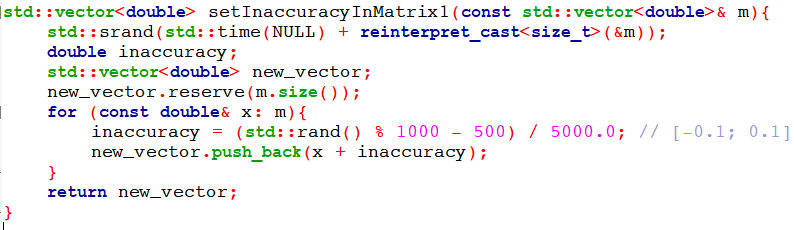 std::vector<double> setInaccuracyInMatrix1(const std::vector<double>& m){
    std::srand(std::time(NULL) + reinterpret_cast<size_t>(&m));
    double inaccuracy;
    std::vector<double> new_vector;
    new_vector.reserve(m.size());
    for (const double& x: m){
        inaccuracy = (std::rand() % 1000 - 500) / 5000.0; // [-0.1; 0.1]
        new_vector.push_back(x + inaccuracy);
    }
    return new_vector;
}